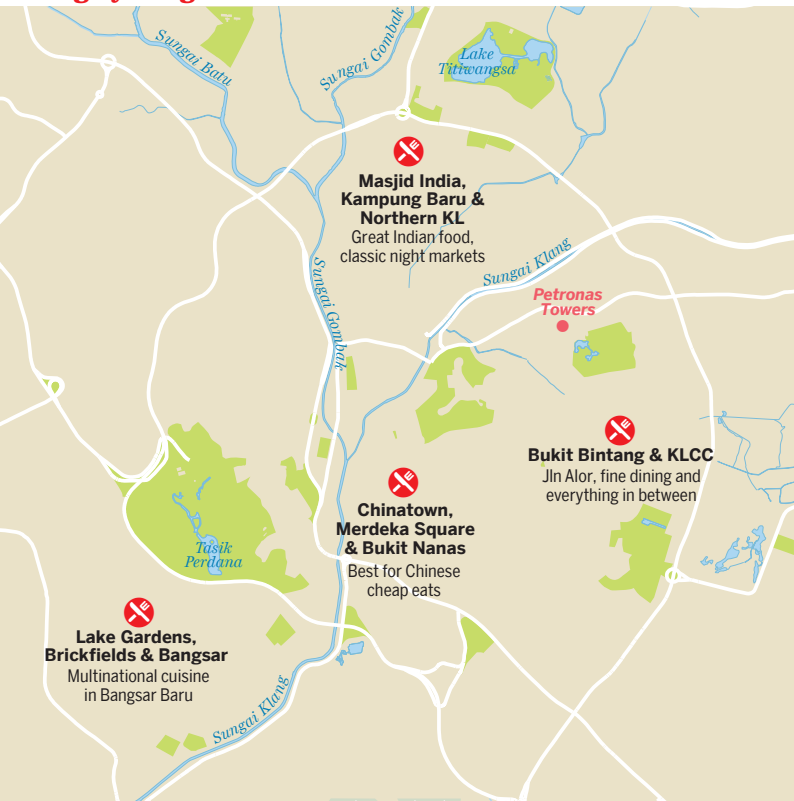 Sungai Batu
Sungai Gombak
Lake
Titiwangsa
Masjid India,
Kampung Baru &
Northern KL
Great Indian food,
classic night markets
Sungai Klang
Sungai Gombak
Petronas
Towers
Bukit Bintang & KLCC
Jln Alor, fine dining and
everything in between
Chinatown,
Merdeka Square
& Bukit Nanas
Best for Chinese
cheap eats
Tasik
Perdana
Lake Gardens,
Brickfields & Bangsar
Multinational cuisine
in Bangsar Baru
Sungai Klang